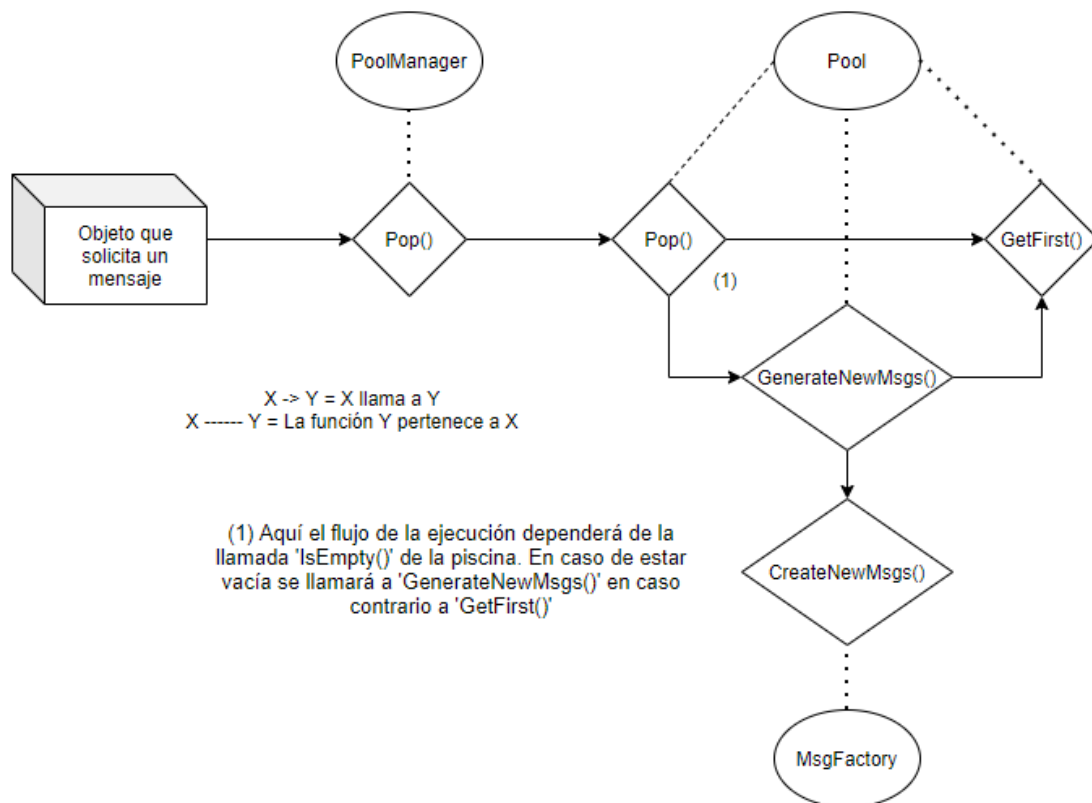 PoolManager
Pool
Objeto que
solicita un
mensaje
Pop()
Pop()
GetFirst()
(1)
GenerateNewMsgs()
X -> Y = X llama a Y
X ------ Y = La función Y pertenece a X
(1) Aquí el flujo de la ejecución dependerá de la
llamada 'IsEmpty()' de la piscina. En caso de estar
vacía se llamará a 'GenerateNewMsgs()' en caso
contrario a 'GetFirst()'
CreateNewMsgs()
MsgFactory